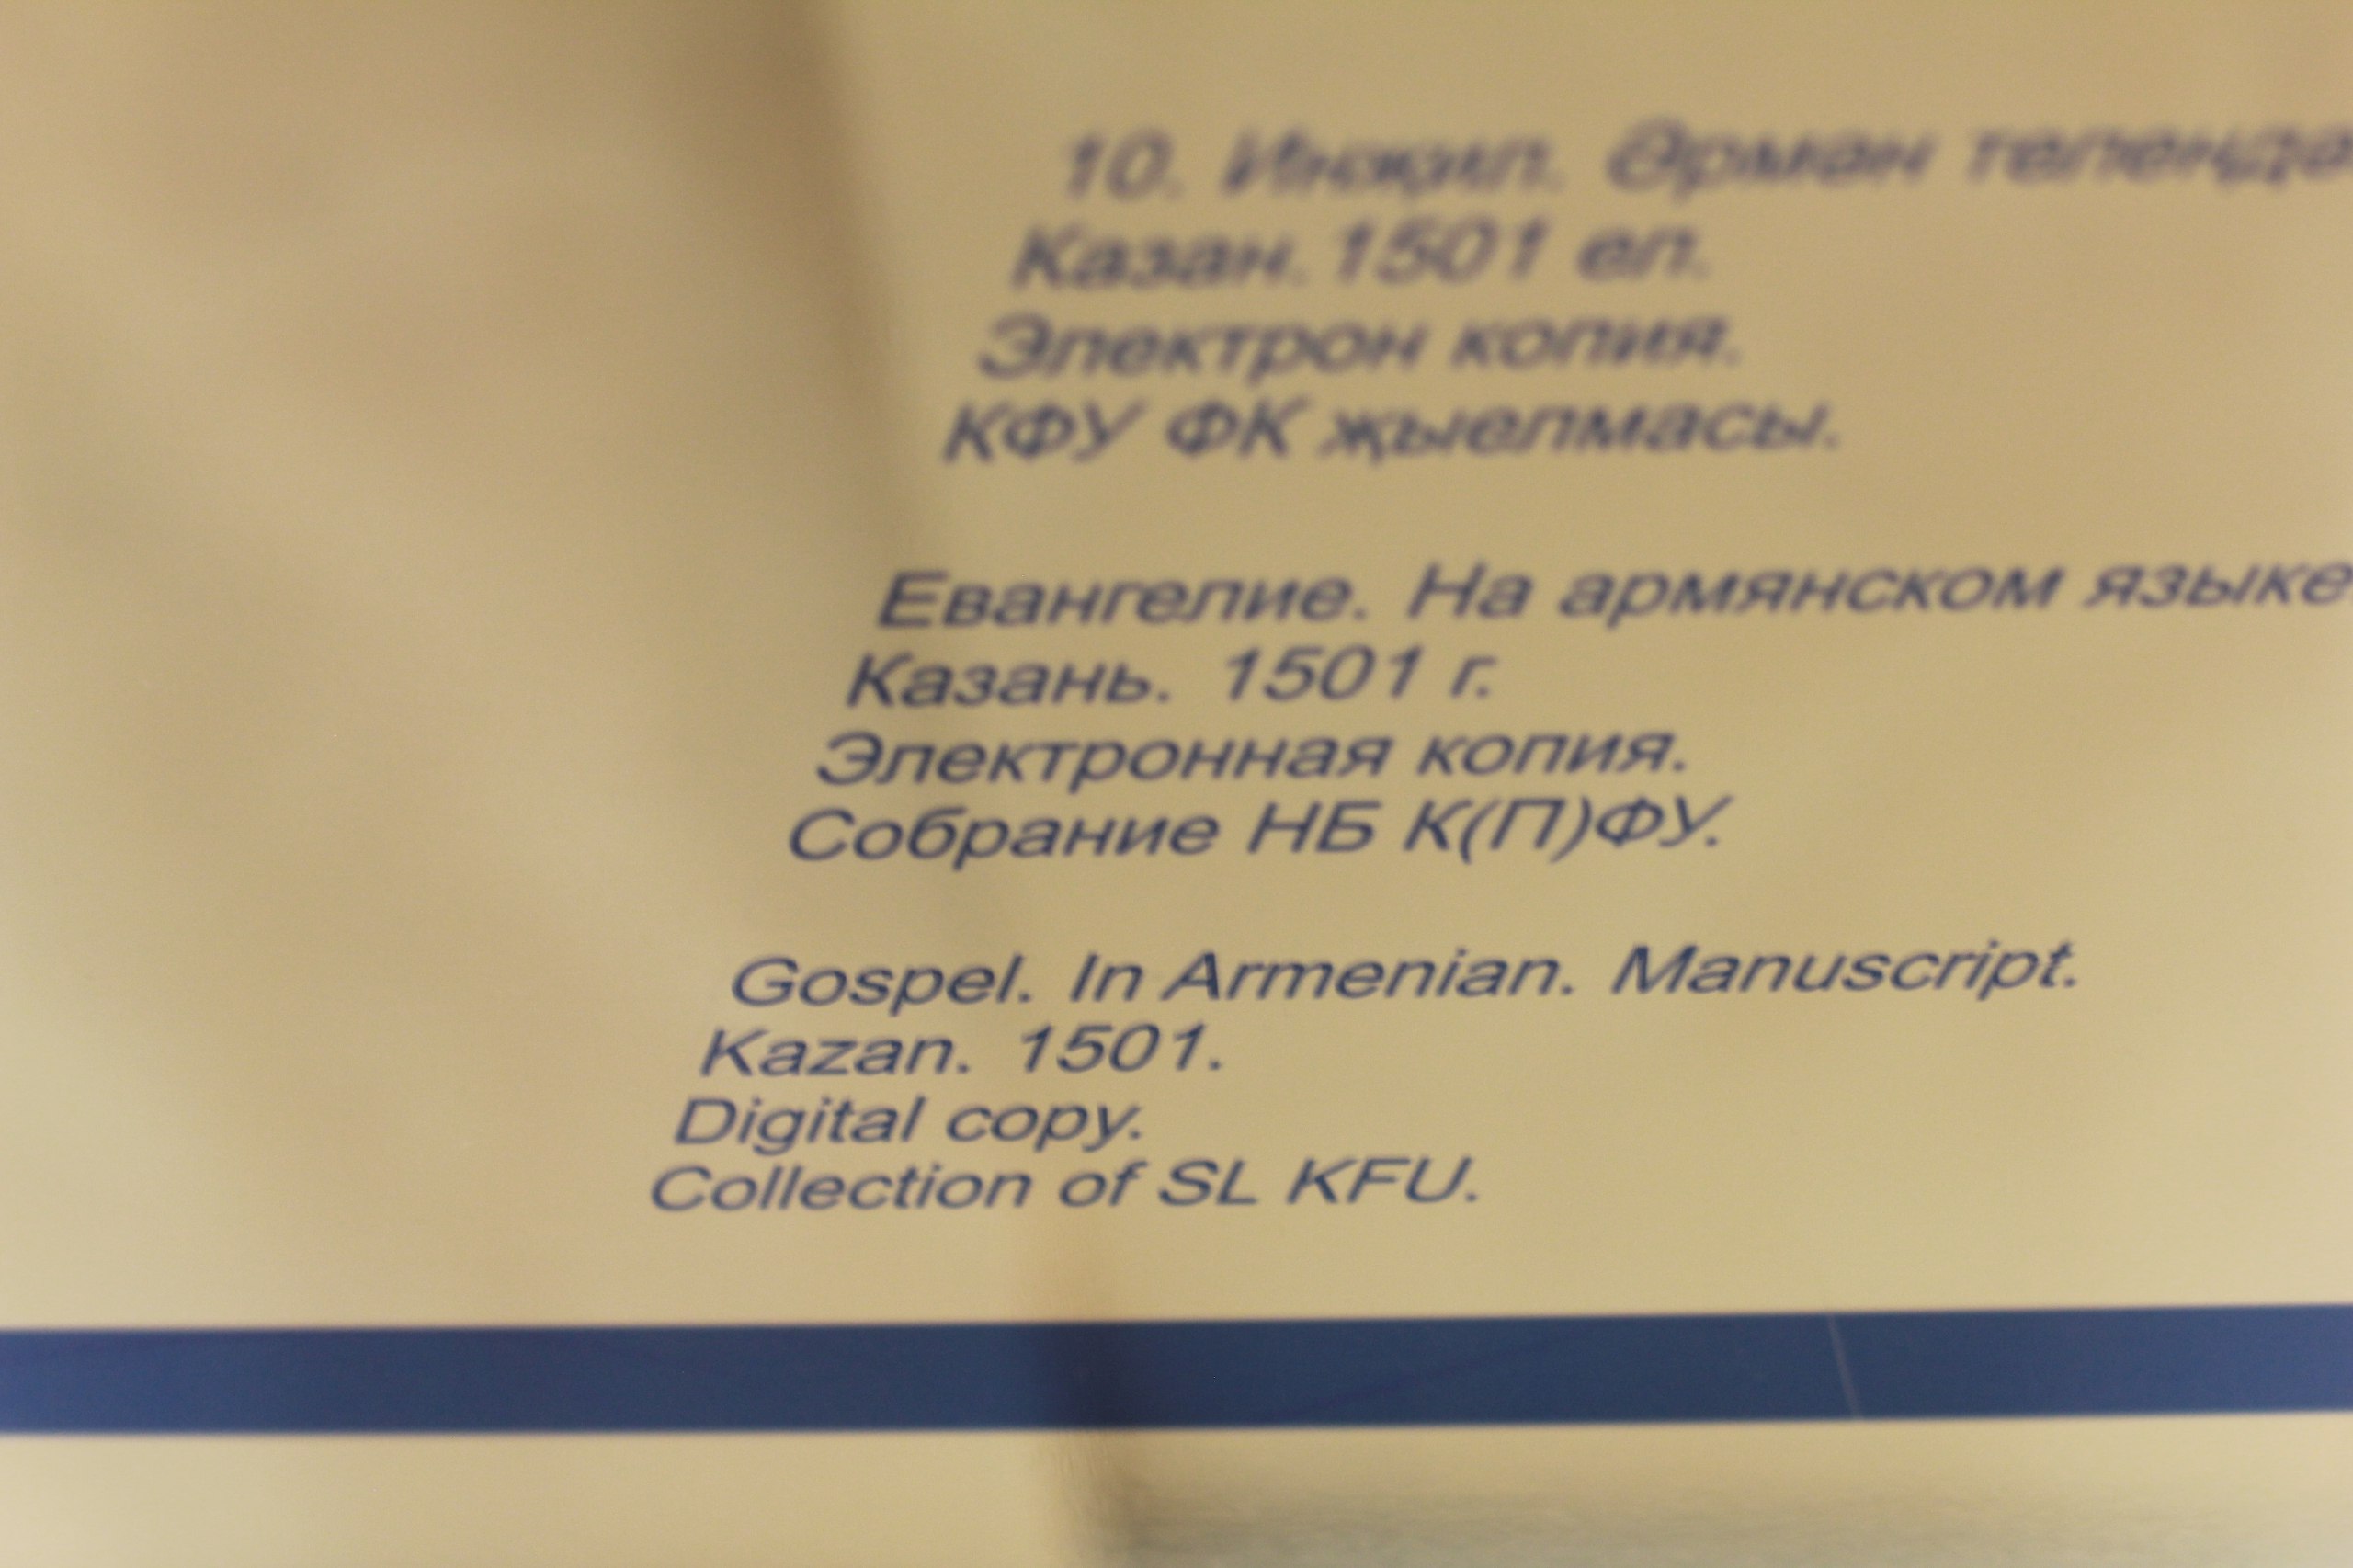 10. Инҗил. Әрмән телендә
Казан. 1501 ел.
Электрон копия.
КФУ ФК җыелмасы.
Евангелие. На армянском языке
Казань. 1501 г.
Электронная копия.
Собрание НБ К(П)ФУ.
Gospel. In Armenian. Manuscript.
Kazan. 1501.
Digital copy.
Collection of SL KFU.